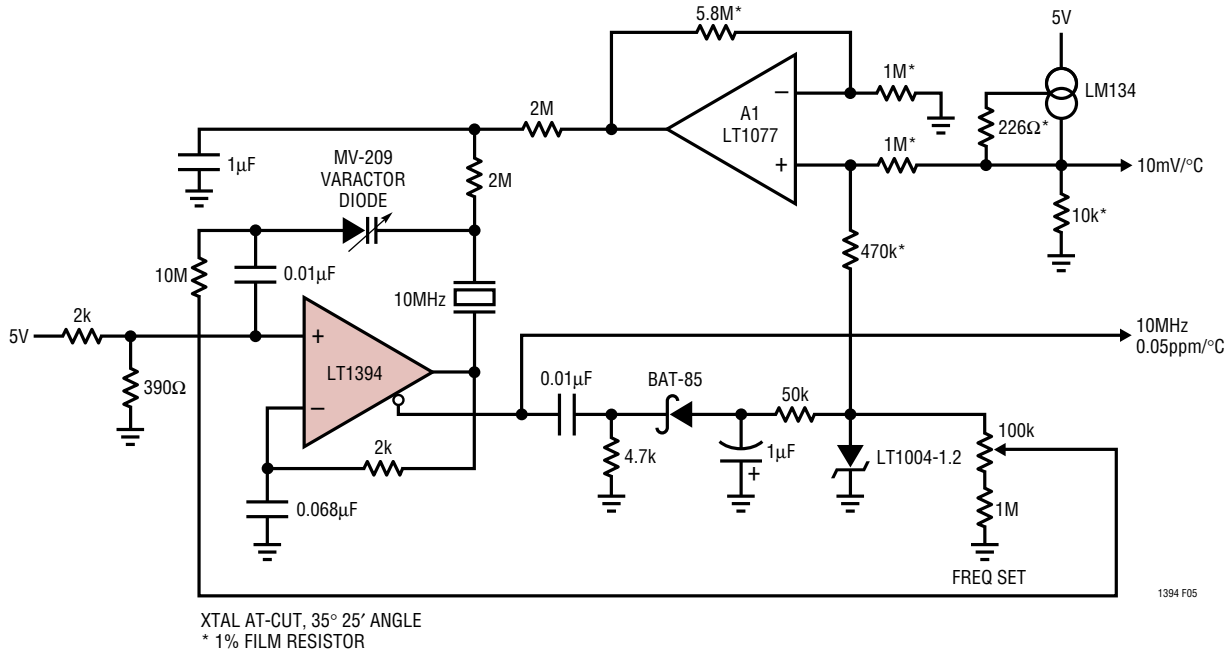 5.8M*
5V
1M*
LM134
A1
LT1077
2M
226Ω*
1M*
10mV/°C
1µF
MV-209
VARACTOR
DIODE
2M
10k*
470k*
10M
0.01µF
10MHz
5V
2k
+
LT1394
−
390Ω
10MHz
0.05ppm/°C
0.01µF
BAT-85
50k
100k
2k
4.7k
1µF
+
LT1004-1.2
0.068µF
1M
FREQ SET
1394 F05
XTAL AT-CUT, 35° 25′ ANGLE
* 1% FILM RESISTOR